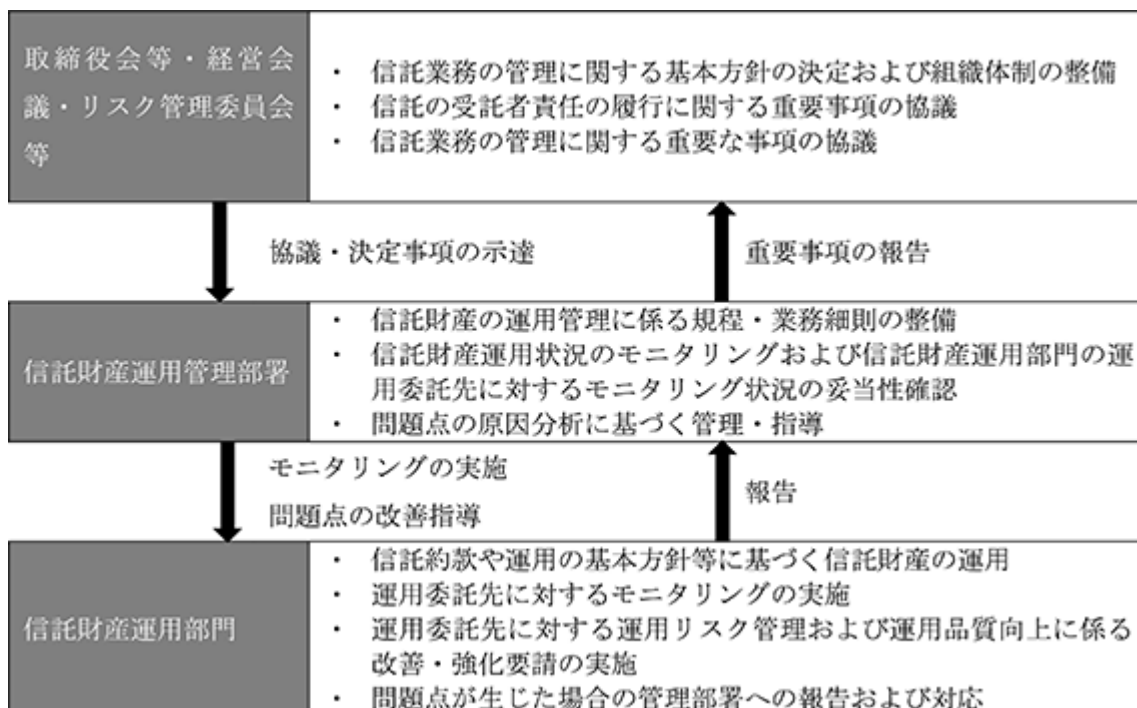 取締役会等・経営会
議・リスク管理委員会
等
・ 信託業務の管理に関する基本方針の決定および組織体制の整備
・ 信託の受託者責任の履行に関する重要事項の協議
・ 信託業務の管理に関する重要な事項の協議
協議・決定事項の示達
重要事項の報告
信託財産運用管理部署
・ 信託財産の運用管理に係る規程・業務細則の整備
・ 信託財産運用状況のモニタリングおよび信託財産運用部門の運
用委託先に対するモニタリング状況の妥当性確認
・ 問題点の原因分析に基づく管理・指導
モニタリングの実施
問題点の改善指導
報告
信託財産運用部門
・ 信託約款や運用の基本方針等に基づく信託財産の運用
・ 運用委託先に対するモニタリングの実施
・ 運用委託先に対する運用リスク管理および運用品質向上に係る
改善・強化要請の実施
・ 問題点が生じた場合の管理部署への報告および対応